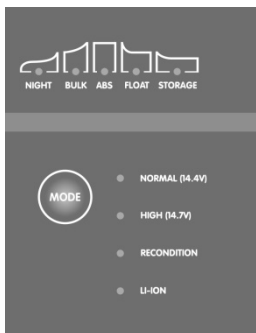 NIGHT BULK ABS FLOAT STORAGE
MODE
NORMAL (14.4V)
HIGH (14.7V)
RECONDITION
LI-ION